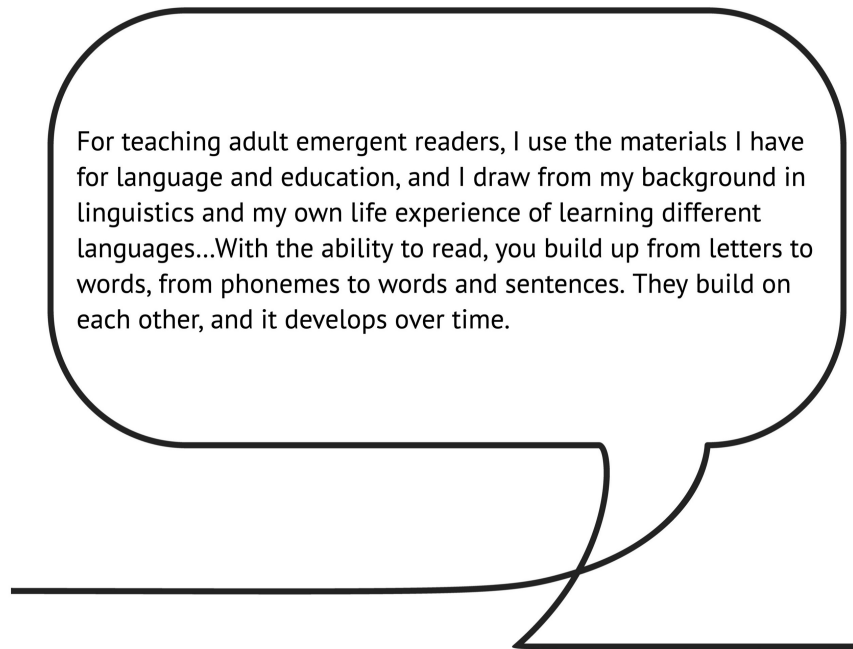 For teaching adult emergent readers, I use the materials I have
for language and education, and I draw from my background in
linguistics and my own life experience of learning different
languages...With the ability to read, you build up from letters to
words, from phonemes to words and sentences. They build on
each other, and it develops over time.